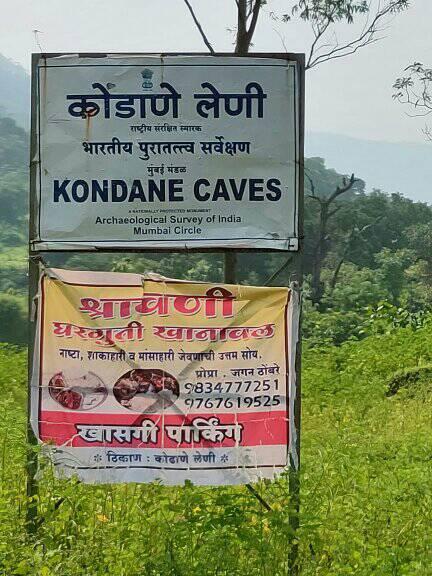 कोंडाणे लेणी
राष्ट्रीय संरक्षित स्मारक
भारतीय पुरातत्त्व सर्वेक्षण
मुंबई मंडळ
KONDANE CAVES
A NATIONALLY PROTECTED MONUMENT
Archaeological Survey of India
Mumbai Circle
श्रावणी
घरगुती खानावळ
नाष्टा, शाकाहारी व मांसाहारी जेवणाची उत्तम सोय.
प्रोप्रा. जगन ठोंबरे
9834777251
9767619525
खासगी पार्किंग
ठिकाण : कोंढाणे लेणी